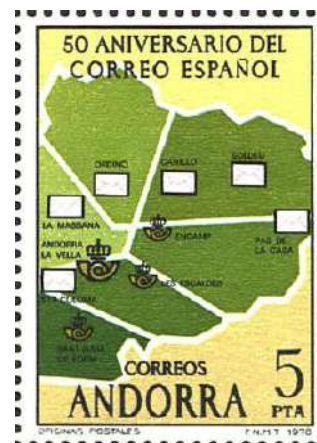 50 ANIVERSARIO DEL
CORREO ESPAÑOL
ORDINO
CANILLO
SOLDEU
LA MASSANA
ENCAMP
PAS DE
LA CASA
ANDORRA
LA VELLA
LES ESCALDES
STA COLOMA
SANT JULIÀ
DE LORIA
CORREOS
ANDORRA
5
PTA
OFICINAS POSTALES
F.N.M.T. 1978